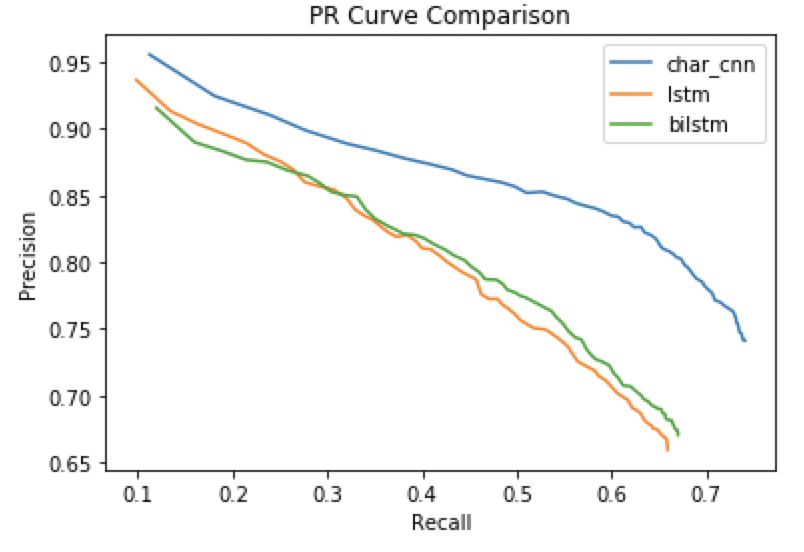 PR Curve Comparison
char_cnn
lstm
bilstm
Precision
0.95
0.90
0.85
0.80
0.75
0.70
0.65
0.1 0.2 0.3 0.4 0.5 0.6 0.7
Recall